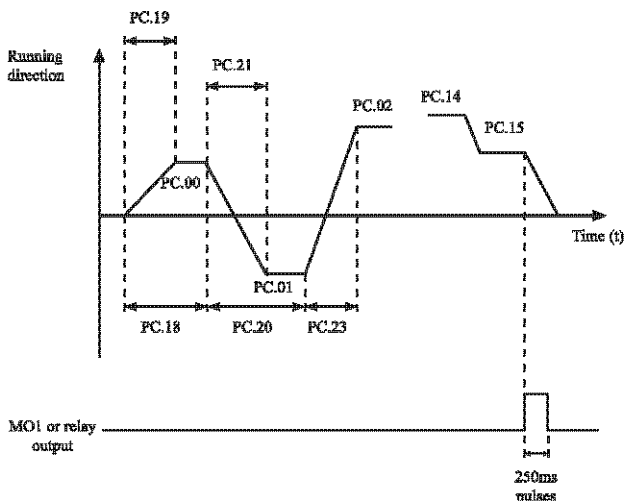 PC.19
Running
direction
PC.21
PC.02
PC.14
PC.15
PC.00
Time (t)
PC.01
PC.18
PC.20
PC.23
MO1 or relay
output
250ms
pulses